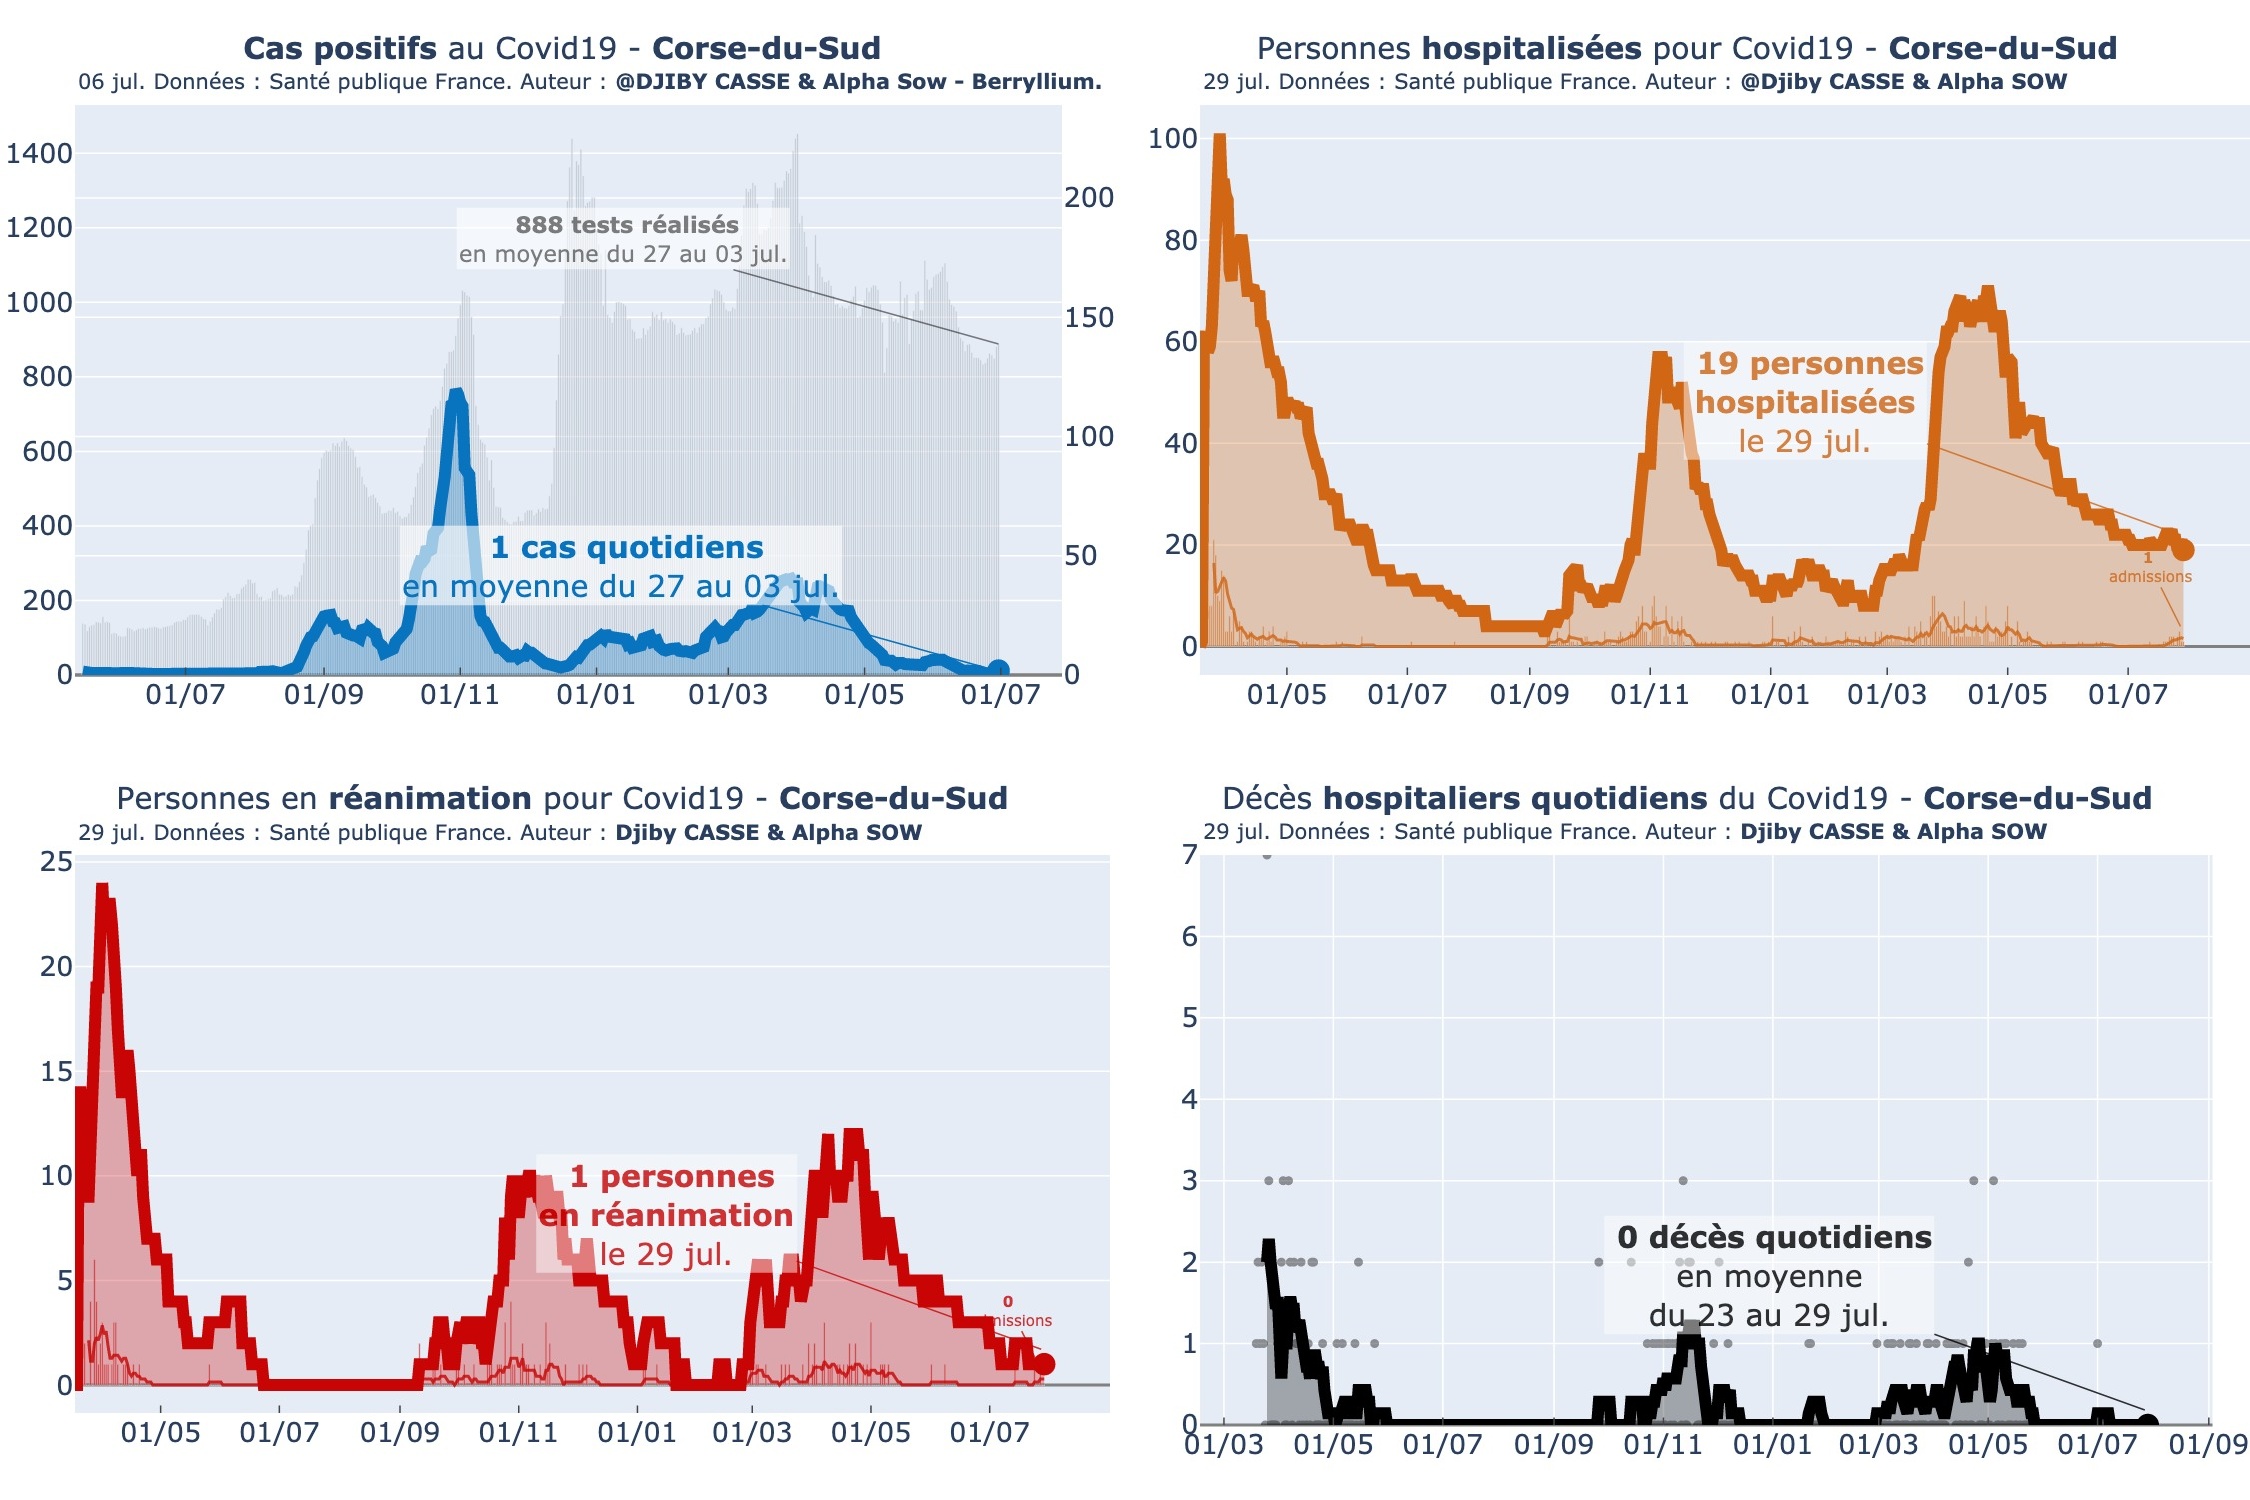 Cas positifs au Covid19 - Corse-du-Sud
06 jul. Données : Santé publique France. Auteur : @DJIBY CASSE & Alpha Sow - Berryllium.
1400
1200
1000
800
600
400
200
0
200
150
100
50
0
888 tests réalisés
en moyenne du 27 au 03 jul.
1 cas quotidiens
en moyenne du 27 au 03 jul.
01/07 01/09 01/11 01/01 01/03 01/05 01/07
Personnes hospitalisées pour Covid19 - Corse-du-Sud
29 jul. Données : Santé publique France. Auteur : @Djiby CASSE & Alpha SOW
100
80
60
40
20
0
19 personnes
hospitalisées
le 29 jul.
1
admissions
01/05 01/07 01/09 01/11 01/01 01/03 01/05 01/07
Personnes en réanimation pour Covid19 - Corse-du-Sud
29 jul. Données : Santé publique France. Auteur : Djiby CASSE & Alpha SOW
25
20
15
10
5
0
1 personnes
en réanimation
le 29 jul.
0
missions
01/05 01/07 01/09 01/11 01/01 01/03 01/05 01/07
Décès hospitaliers quotidiens du Covid19 - Corse-du-Sud
29 jul. Données : Santé publique France. Auteur : Djiby CASSE & Alpha SOW
7
6
5
4
3
2
1
0
0 décès quotidiens
en moyenne
du 23 au 29 jul.
01/03 01/05 01/07 01/09 01/11 01/01 01/03 01/05 01/07 01/09